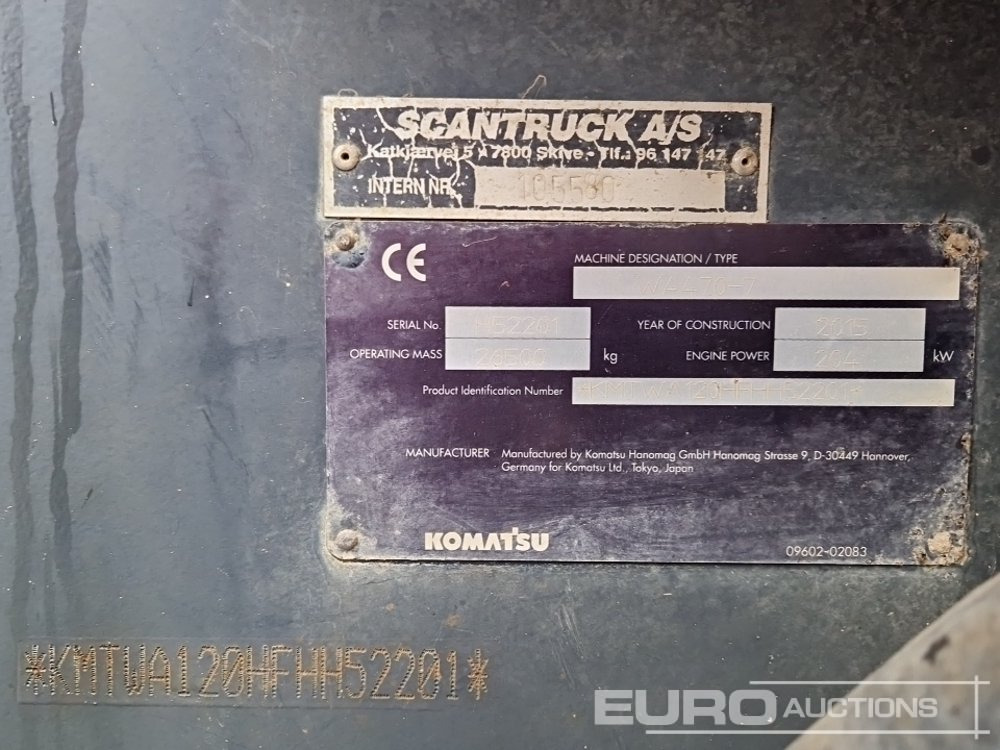 SCANTRUCK A/S
Katkjærvej 5 · 7800 Skive - Tlf.: 96 147 147
INTERN NR. 105580
CE
MACHINE DESIGNATION / TYPE
WA470-7
SERIAL No. H52201 YEAR OF CONSTRUCTION 2015
OPERATING MASS 26500 kg ENGINE POWER 204 kW
Product Identification Number *KMTWA120HFHH52201*
MANUFACTURER Manufactured by Komatsu Hanomag GmbH Hanomag Strasse 9, D-30449 Hannover,
Germany for Komatsu Ltd., Tokyo, Japan
KOMATSU
09602-02083
*KMTWA120HFHH52201*
EURO AUCTIONS